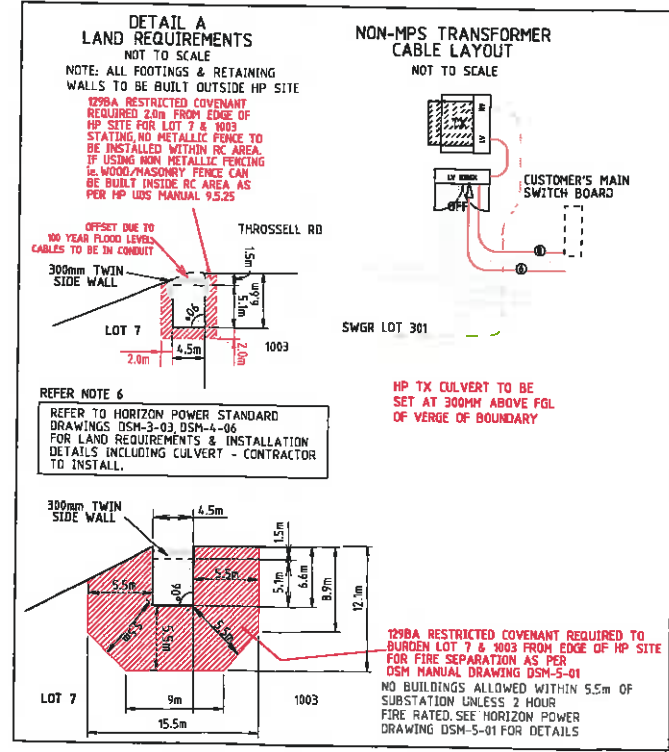 DETAIL A
LAND REQUIREMENTS
NOT TO SCALE
NOTE: ALL FOOTINGS & RETAINING
WALLS TO BE BUILT OUTSIDE HP SITE
129BA RESTRICTED COVENANT
REQUIRED 2.0m FROM EDGE OF
HP SITE FOR LOT 7 & 1003
STATING, NO METALLIC FENCE TO
BE INSTALLED WITHIN RC AREA.
IF USING NON METALLIC FENCING
ie. WOOD/MASONRY FENCE CAN
BE BUILT INSIDE RC AREA AS
PER HP UDS MANUAL 9.5.25
OFFSET DUE TO
100 YEAR FLOOD LEVEL
CABLES TO BE IN CONDUIT
THROSSELL RD
300mm TWIN
SIDE WALL
1.5m
6.6m
5.1m
90°
LOT 7
1003
4.5m
2.0m
2.0m
NON-MPS TRANSFORMER
CABLE LAYOUT
NOT TO SCALE
TX
HV
LV
LV
OFF
CUSTOMER'S MAIN
SWITCH BOARD
SWGR LOT 301
HP TX CULVERT TO BE
SET AT 300MM ABOVE FGL
OF VERGE OF BOUNDARY
REFER NOTE 6
REFER TO HORIZON POWER STANDARD
DRAWINGS DSM-3-03, DSM-4-06
FOR LAND REQUIREMENTS & INSTALLATION
DETAILS INCLUDING CULVERT - CONTRACTOR
TO INSTALL.
300mm TWIN
SIDE WALL
4.5m
1.5m
5.1m
6.6m
8.9m
12.1m
5.5m
5.5m
90°
5.5m
5.5m
5.5m
LOT 7
9m
1003
15.5m
129BA RESTRICTED COVENANT REQUIRED TO
BURDEN LOT 7 & 1003 FROM EDGE OF HP SITE
FOR FIRE SEPARATION AS PER
DSM MANUAL DRAWING DSM-5-01
NO BUILDINGS ALLOWED WITHIN 5.5m OF
SUBSTATION UNLESS 2 HOUR
FIRE RATED. SEE HORIZON POWER
DRAWING DSM-5-01 FOR DETAILS